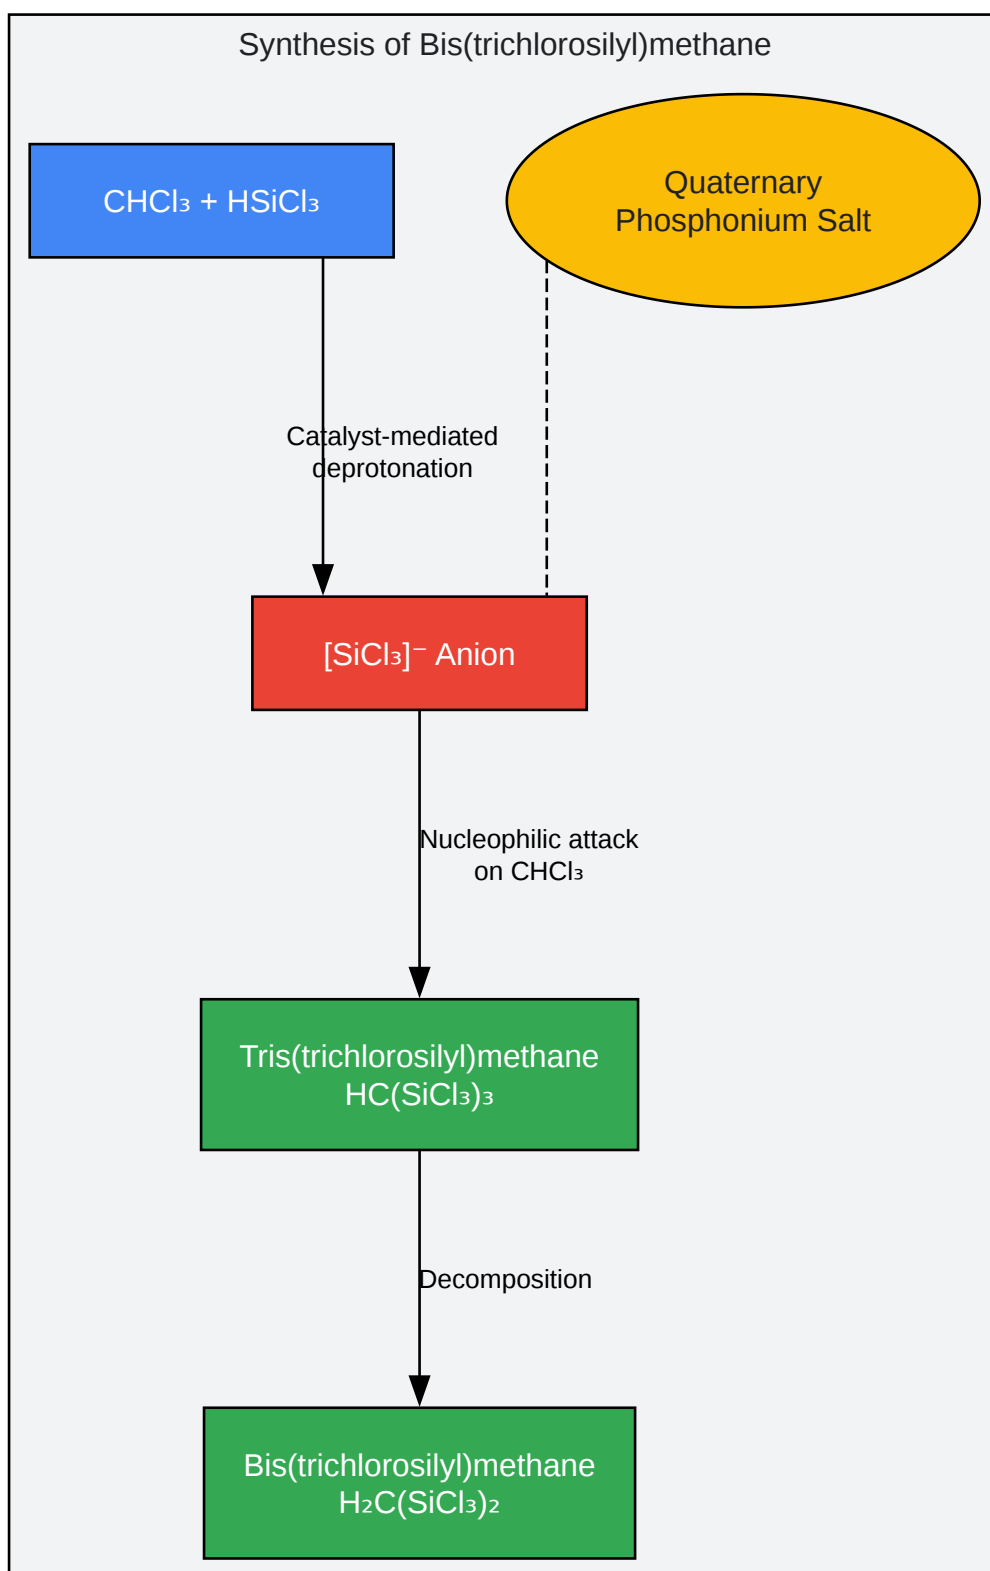 Synthesis of Bis(trichlorosilyl)methane
CHCl₃ + HSiCl₃
Quaternary
Phosphonium Salt
Catalyst-mediated
deprotonation
[SiCl₃]⁻ Anion
Nucleophilic attack
on CHCl₃
Tris(trichlorosilyl)methane
HC(SiCl₃)₃
Decomposition
Bis(trichlorosilyl)methane
H₂C(SiCl₃)₂